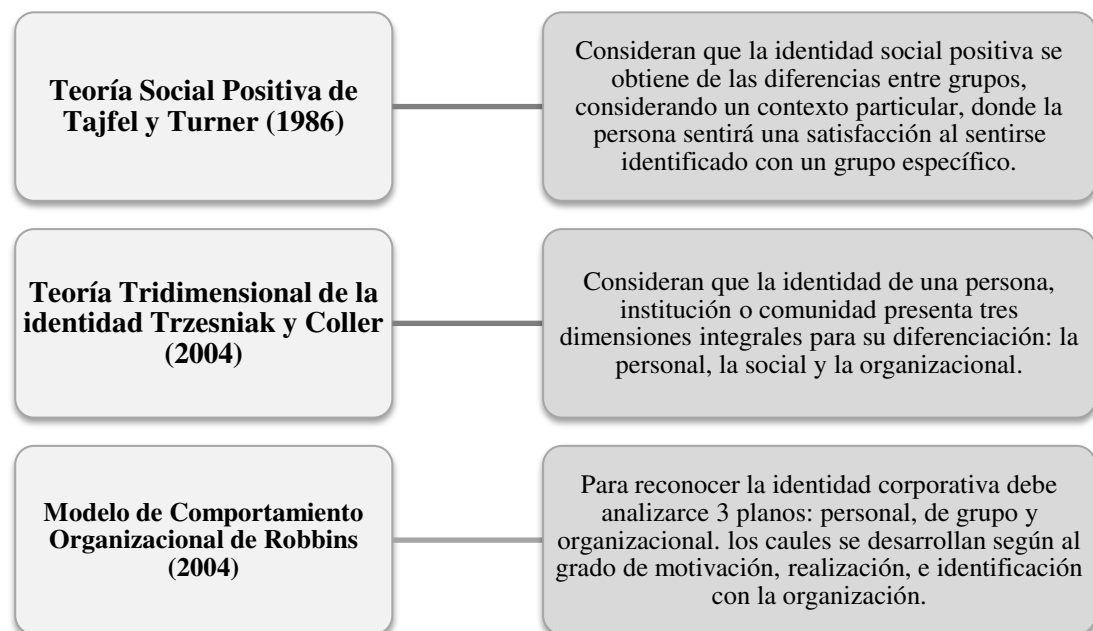 Teoría Social Positiva de
Tajfel y Turner (1986)
Consideran que la identidad social positiva se
obtiene de las diferencias entre grupos,
considerando un contexto particular, donde la
persona sentirá una satisfacción al sentirse
identificado con un grupo específico.
Teoría Tridimensional de la
identidad Trzesniak y Coller
(2004)
Consideran que la identidad de una persona,
institución o comunidad presenta tres
dimensiones integrales para su diferenciación: la
personal, la social y la organizacional.
Modelo de Comportamiento
Organizacional de Robbins
(2004)
Para reconocer la identidad corporativa debe
analizarce 3 planos: personal, de grupo y
organizacional. los caules se desarrollan según al
grado de motivación, realización, e identificación
con la organización.